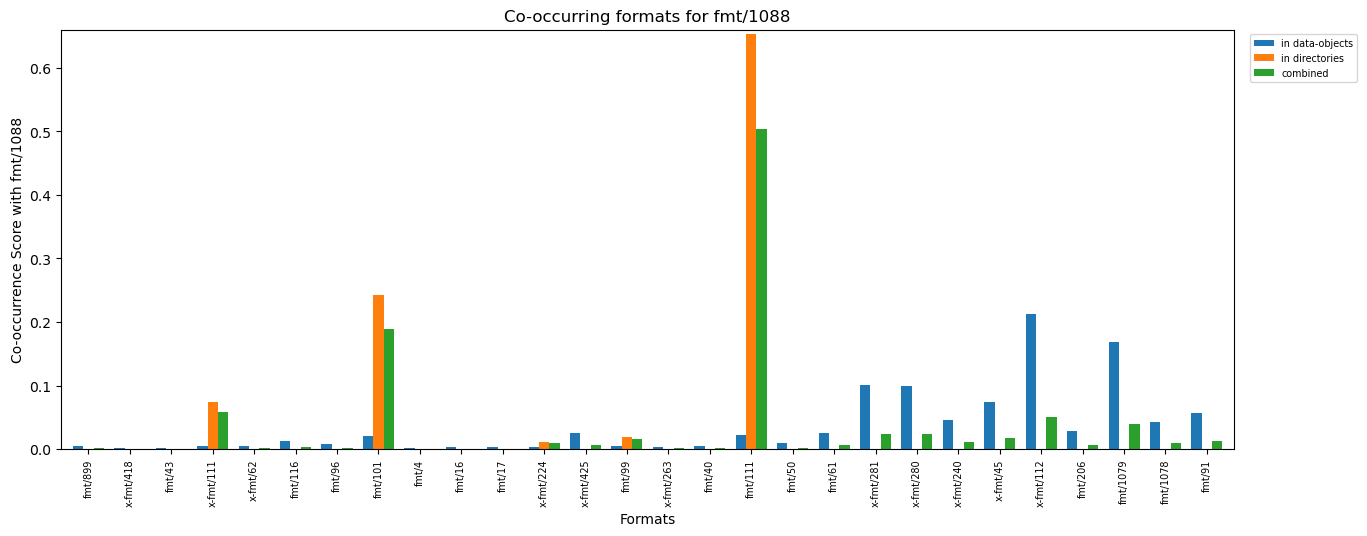 Co-occurring formats for fmt/1088
in data-objects
in directories
combined
Co-occurrence Score with fmt/1088
0.6
0.5
0.4
0.3
0.2
0.1
0.0
fmt/899
x-fmt/418
fmt/43
x-fmt/111
x-fmt/62
fmt/116
fmt/96
fmt/101
fmt/4
fmt/16
fmt/17
x-fmt/224
x-fmt/425
fmt/99
x-fmt/263
fmt/40
fmt/111
fmt/50
fmt/61
x-fmt/281
x-fmt/280
x-fmt/240
x-fmt/45
x-fmt/112
fmt/206
fmt/1079
fmt/1078
fmt/91
Formats